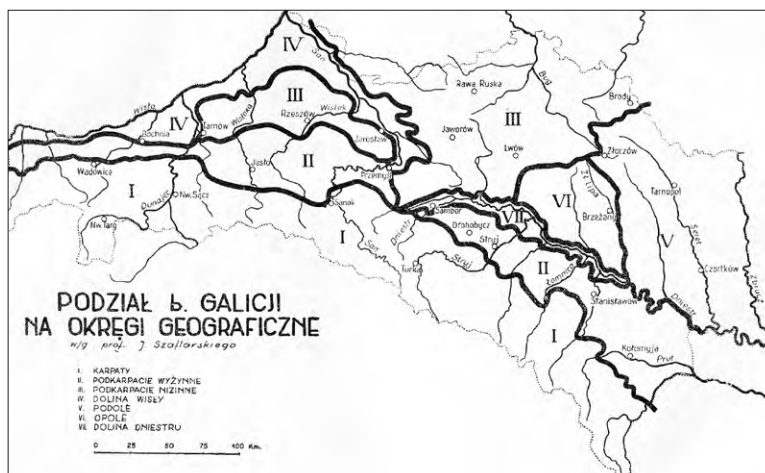 IV
San
Wisła
IV
III
Rawa Ruska
Bug
Brody
Bochnia
Tarnów
Wisłoka
Rzeszów
Wisłok
Jaworów
III
Jarosław
Lwów
Złoczów
Wadowice
Jasło
II
Przemyśl
I
Dunajec
Nw. Sącz
Sanok
Sambor
VII
VI
Brzeżany
Tarnopol
Nw. Targ
I
San
Dniestr
Drohobycz
Stryj
V
Seret
Turka
Stryj
II
Łomnica
Czortków
Zbrucz
Stanisławów
Dniestr
I
Kołomyja
Prut
PODZIAŁ b. GALICJI
NA OKRĘGI GEOGRAFICZNE
w/g prof. J. Szaflarskiego
I. KARPATY
II. PODKARPACIE WYŻYNNE
III. PODKARPACIE NIZINNE
IV. DOLINA WISŁY
V. PODOLE
VI. OPOLE
VII. DOLINA DNIESTRU
0 25 50 75 100 Km.